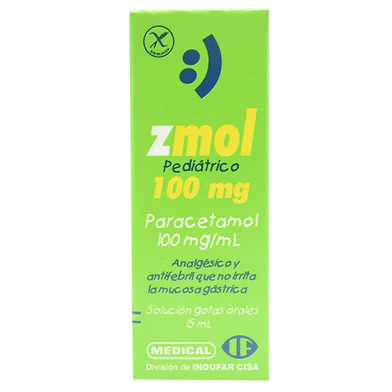 zmol
Pediátrico
100 mg
Paracetamol
100 mg/mL
Analgésico y
antifebril que no irrita
la mucosa gástrica
Solución gotas orales
15 mL
MEDICAL
IF
División de INDUFAR CISA